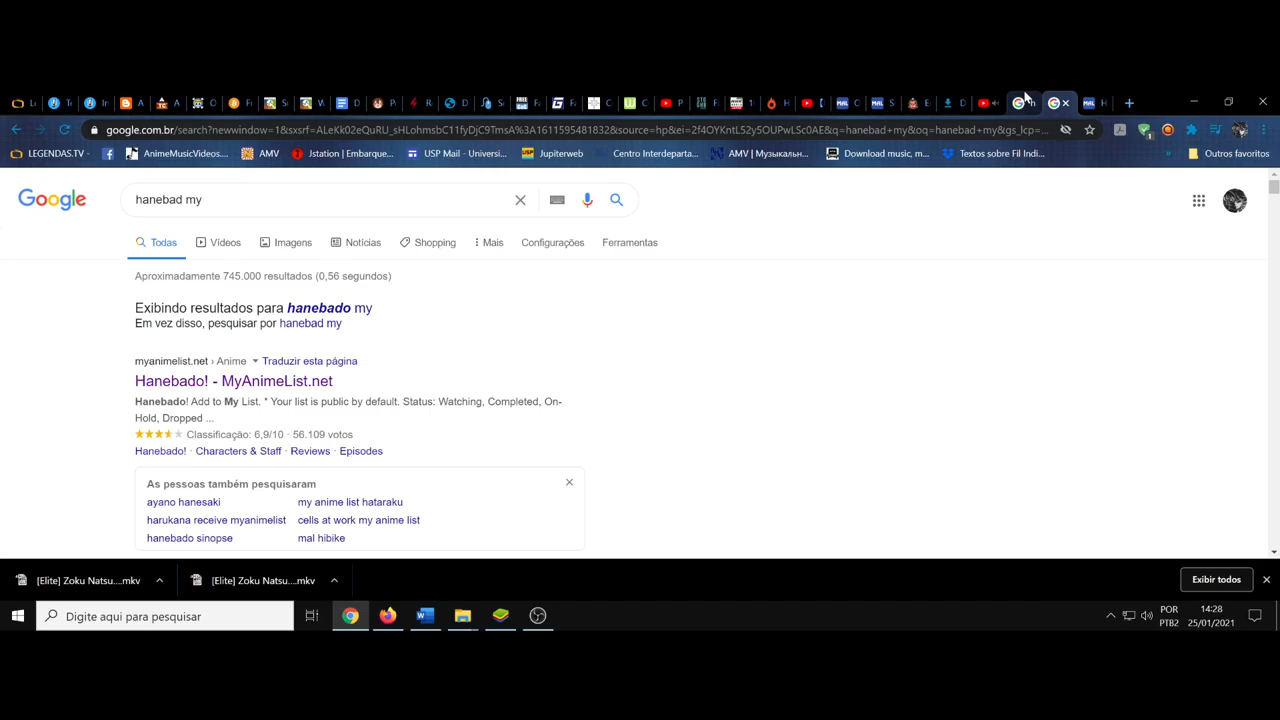 google.com.br/search?newwindow=1&sxsrf=ALeKk02eQuRU_sHLohmsbC11fyDjC9TmsA%3A1611595481832&source=hp&ei=2f4OYKntL52y5OUPwLSc0AE&q=hanebad+my&oq=hanebad+my&gs_lcp=...
LEGENDAS.TV - AnimeMusicVideos... AMV Jstation | Embarque... USP Mail - Universi... Jupiterweb Centro Interdeparta... AMV | Музыкальн... Download music, m... Textos sobre Fil Indi... » Outros favoritos
Google hanebad my
Todas Vídeos Imagens Notícias Shopping Mais Configurações Ferramentas
Aproximadamente 745.000 resultados (0,56 segundos)
Exibindo resultados para hanebado my
Em vez disso, pesquisar por hanebad my
myanimelist.net › Anime Traduzir esta página
Hanebado! - MyAnimeList.net
Hanebado! Add to My List. * Your list is public by default. Status: Watching, Completed, On-
Hold, Dropped ...
Classificação: 6,9/10 · 56.109 votos
Hanebado! · Characters & Staff · Reviews · Episodes
As pessoas também pesquisaram
ayano hanesaki my anime list hataraku
harukana receive myanimelist cells at work my anime list
hanebado sinopse mal hibike
[Elite] Zoku Natsu....mkv [Elite] Zoku Natsu....mkv Exibir todos
Digite aqui para pesquisar
POR 14:28
PTB2 25/01/2021